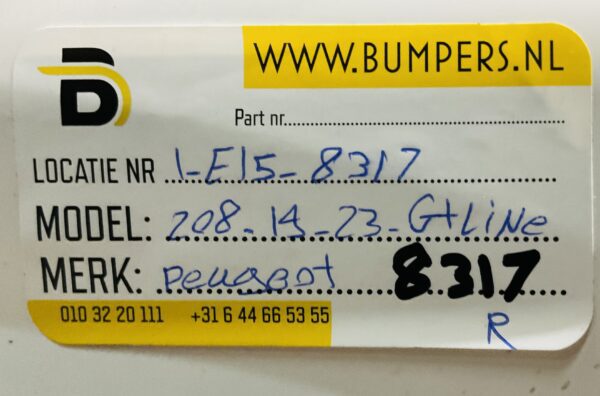 B
WWW.BUMPERS.NL
Part nr.
LOCATIE NR 1-E15-8317
MODEL: 208-19-23-GtLiNe
MERK: peugeot 8317
010 32 20 111 +31 6 44 66 53 55
R